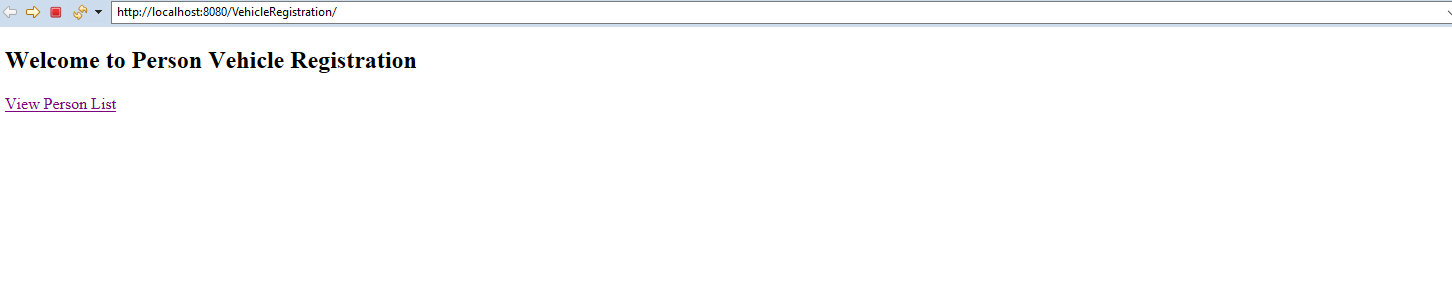 http://localhost:8080/VehicleRegistration/
Welcome to Person Vehicle Registration
View Person List